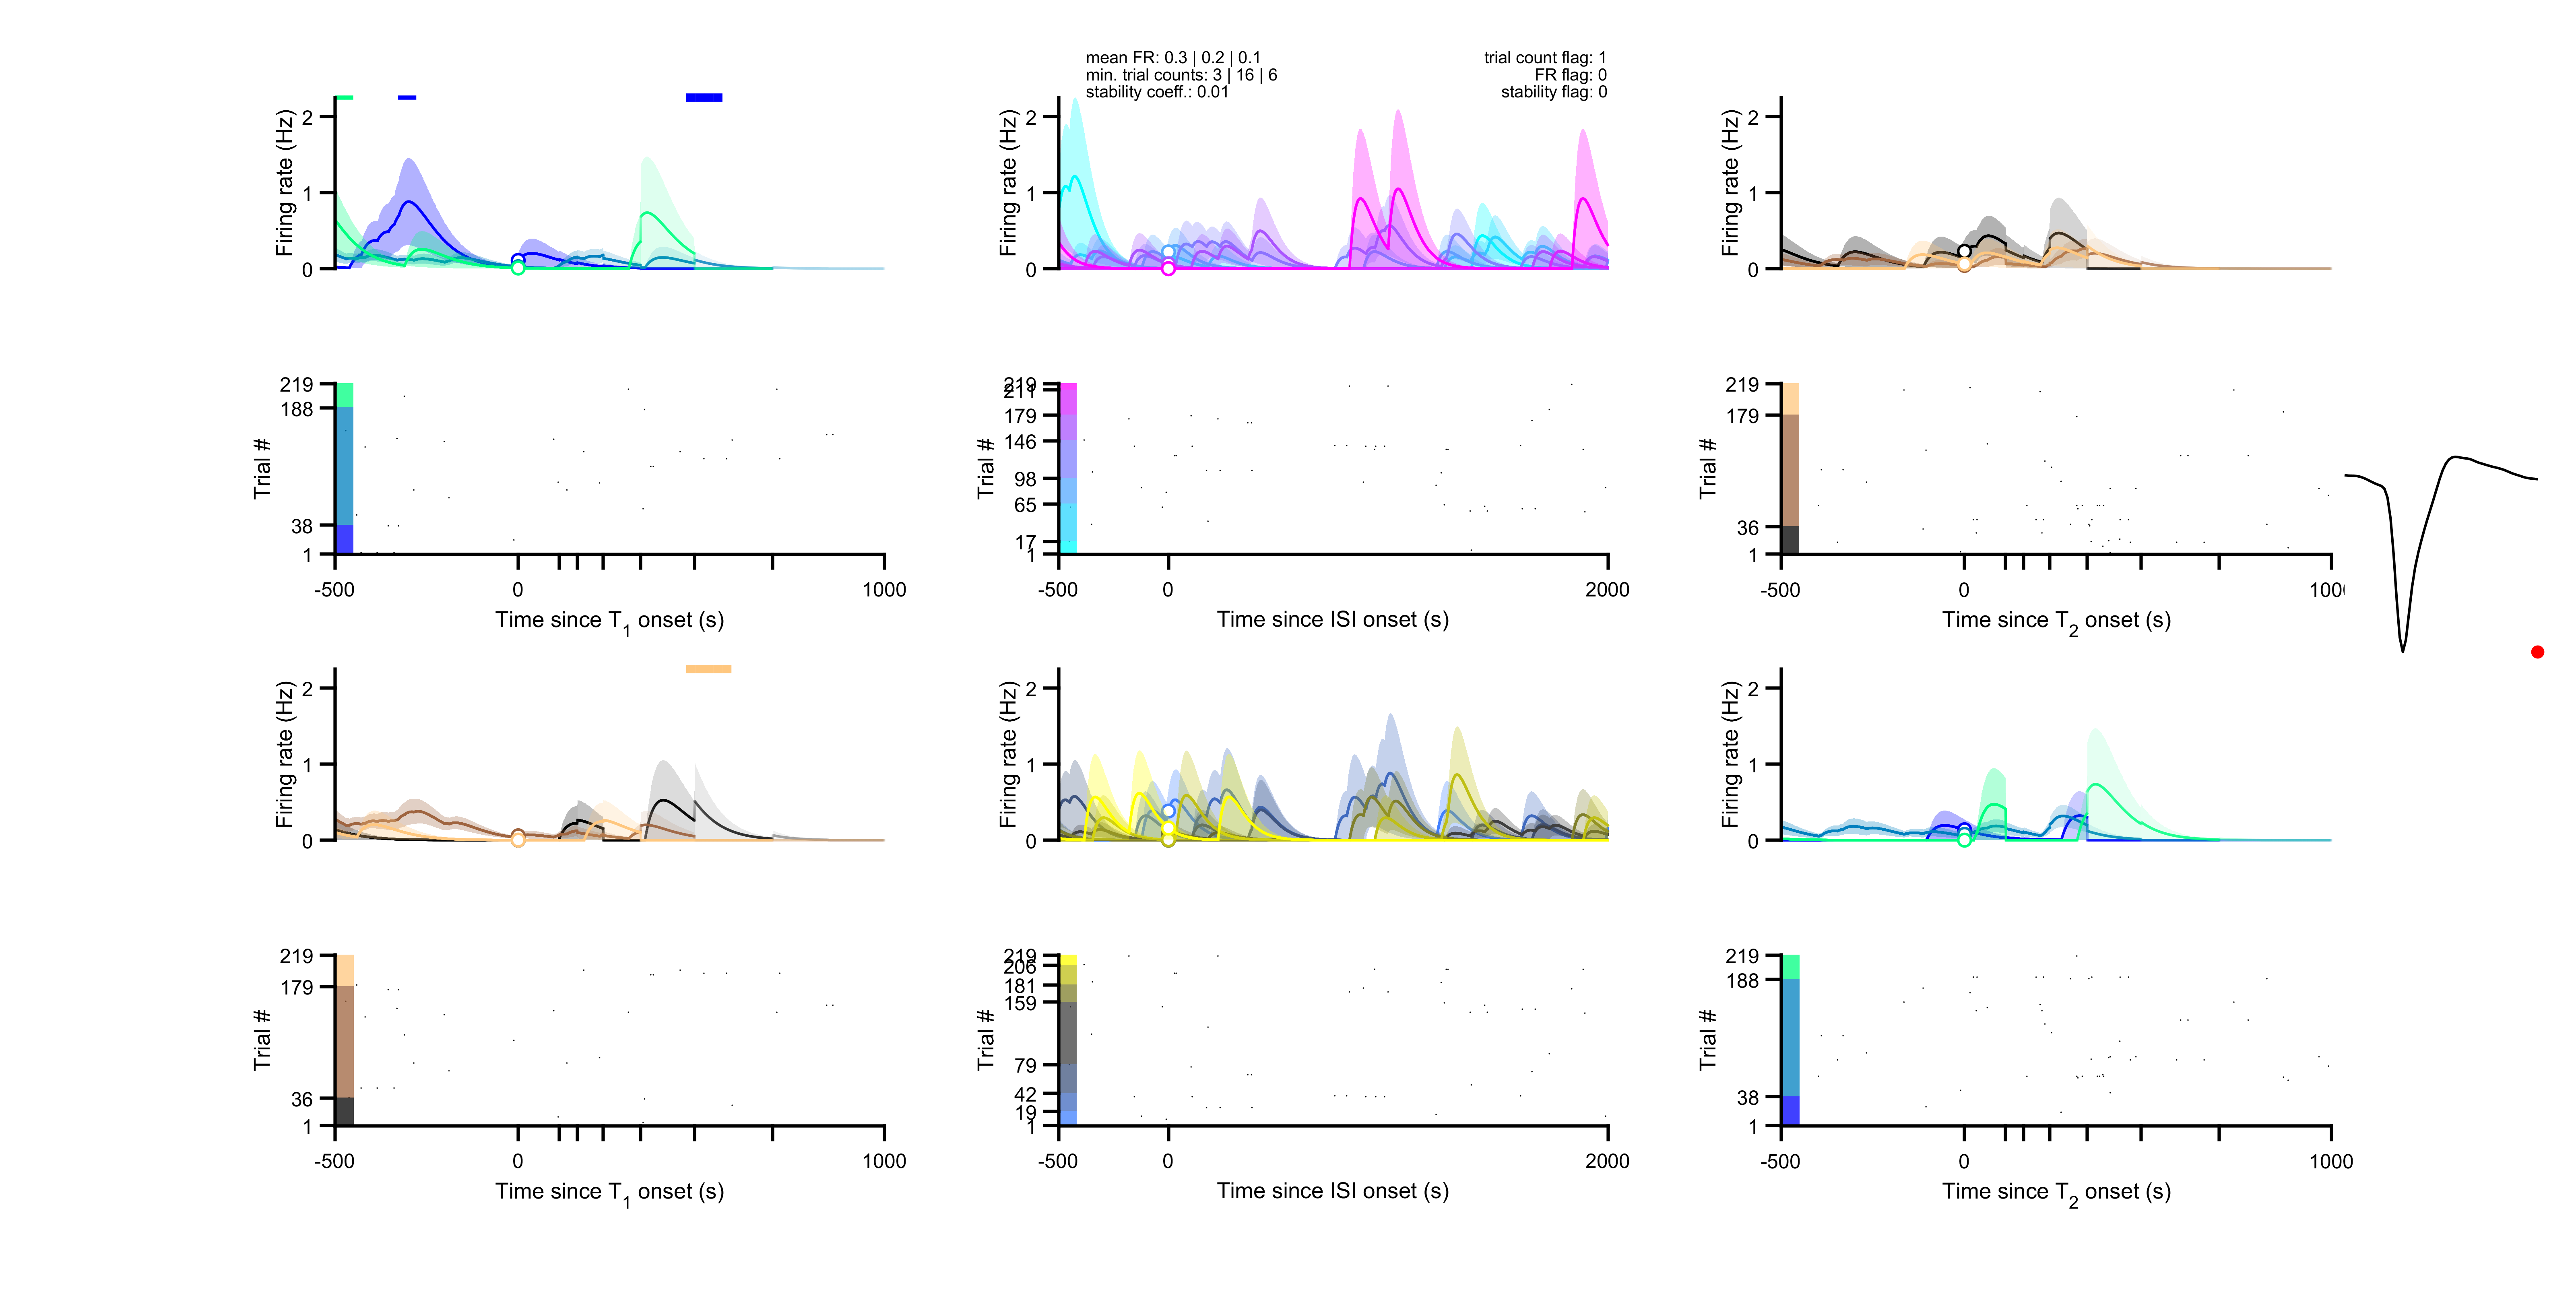 mean FR: 0.3 | 0.2 | 0.1
min. trial counts: 3 | 16 | 6
stability coeff.: 0.01
trial count flag: 1
FR flag: 0
stability flag: 0
Firing rate (Hz)
2
1
0
Firing rate (Hz)
2
1
0
Firing rate (Hz)
2
1
0
Trial #
219
188
38
1
-500
0
1000
Time since T1 onset (s)
Trial #
219
211
179
146
98
65
17
1
-500
0
2000
Time since ISI onset (s)
Trial #
219
179
36
1
-500
0
100
Time since T2 onset (s)
Firing rate (Hz)
2
1
0
Firing rate (Hz)
2
1
0
Firing rate (Hz)
2
1
0
Trial #
219
179
36
1
-500
0
1000
Time since T1 onset (s)
Trial #
206
181
159
79
42
19
1
-500
0
2000
Time since ISI onset (s)
Trial #
219
188
38
1
-500
0
1000
Time since T2 onset (s)